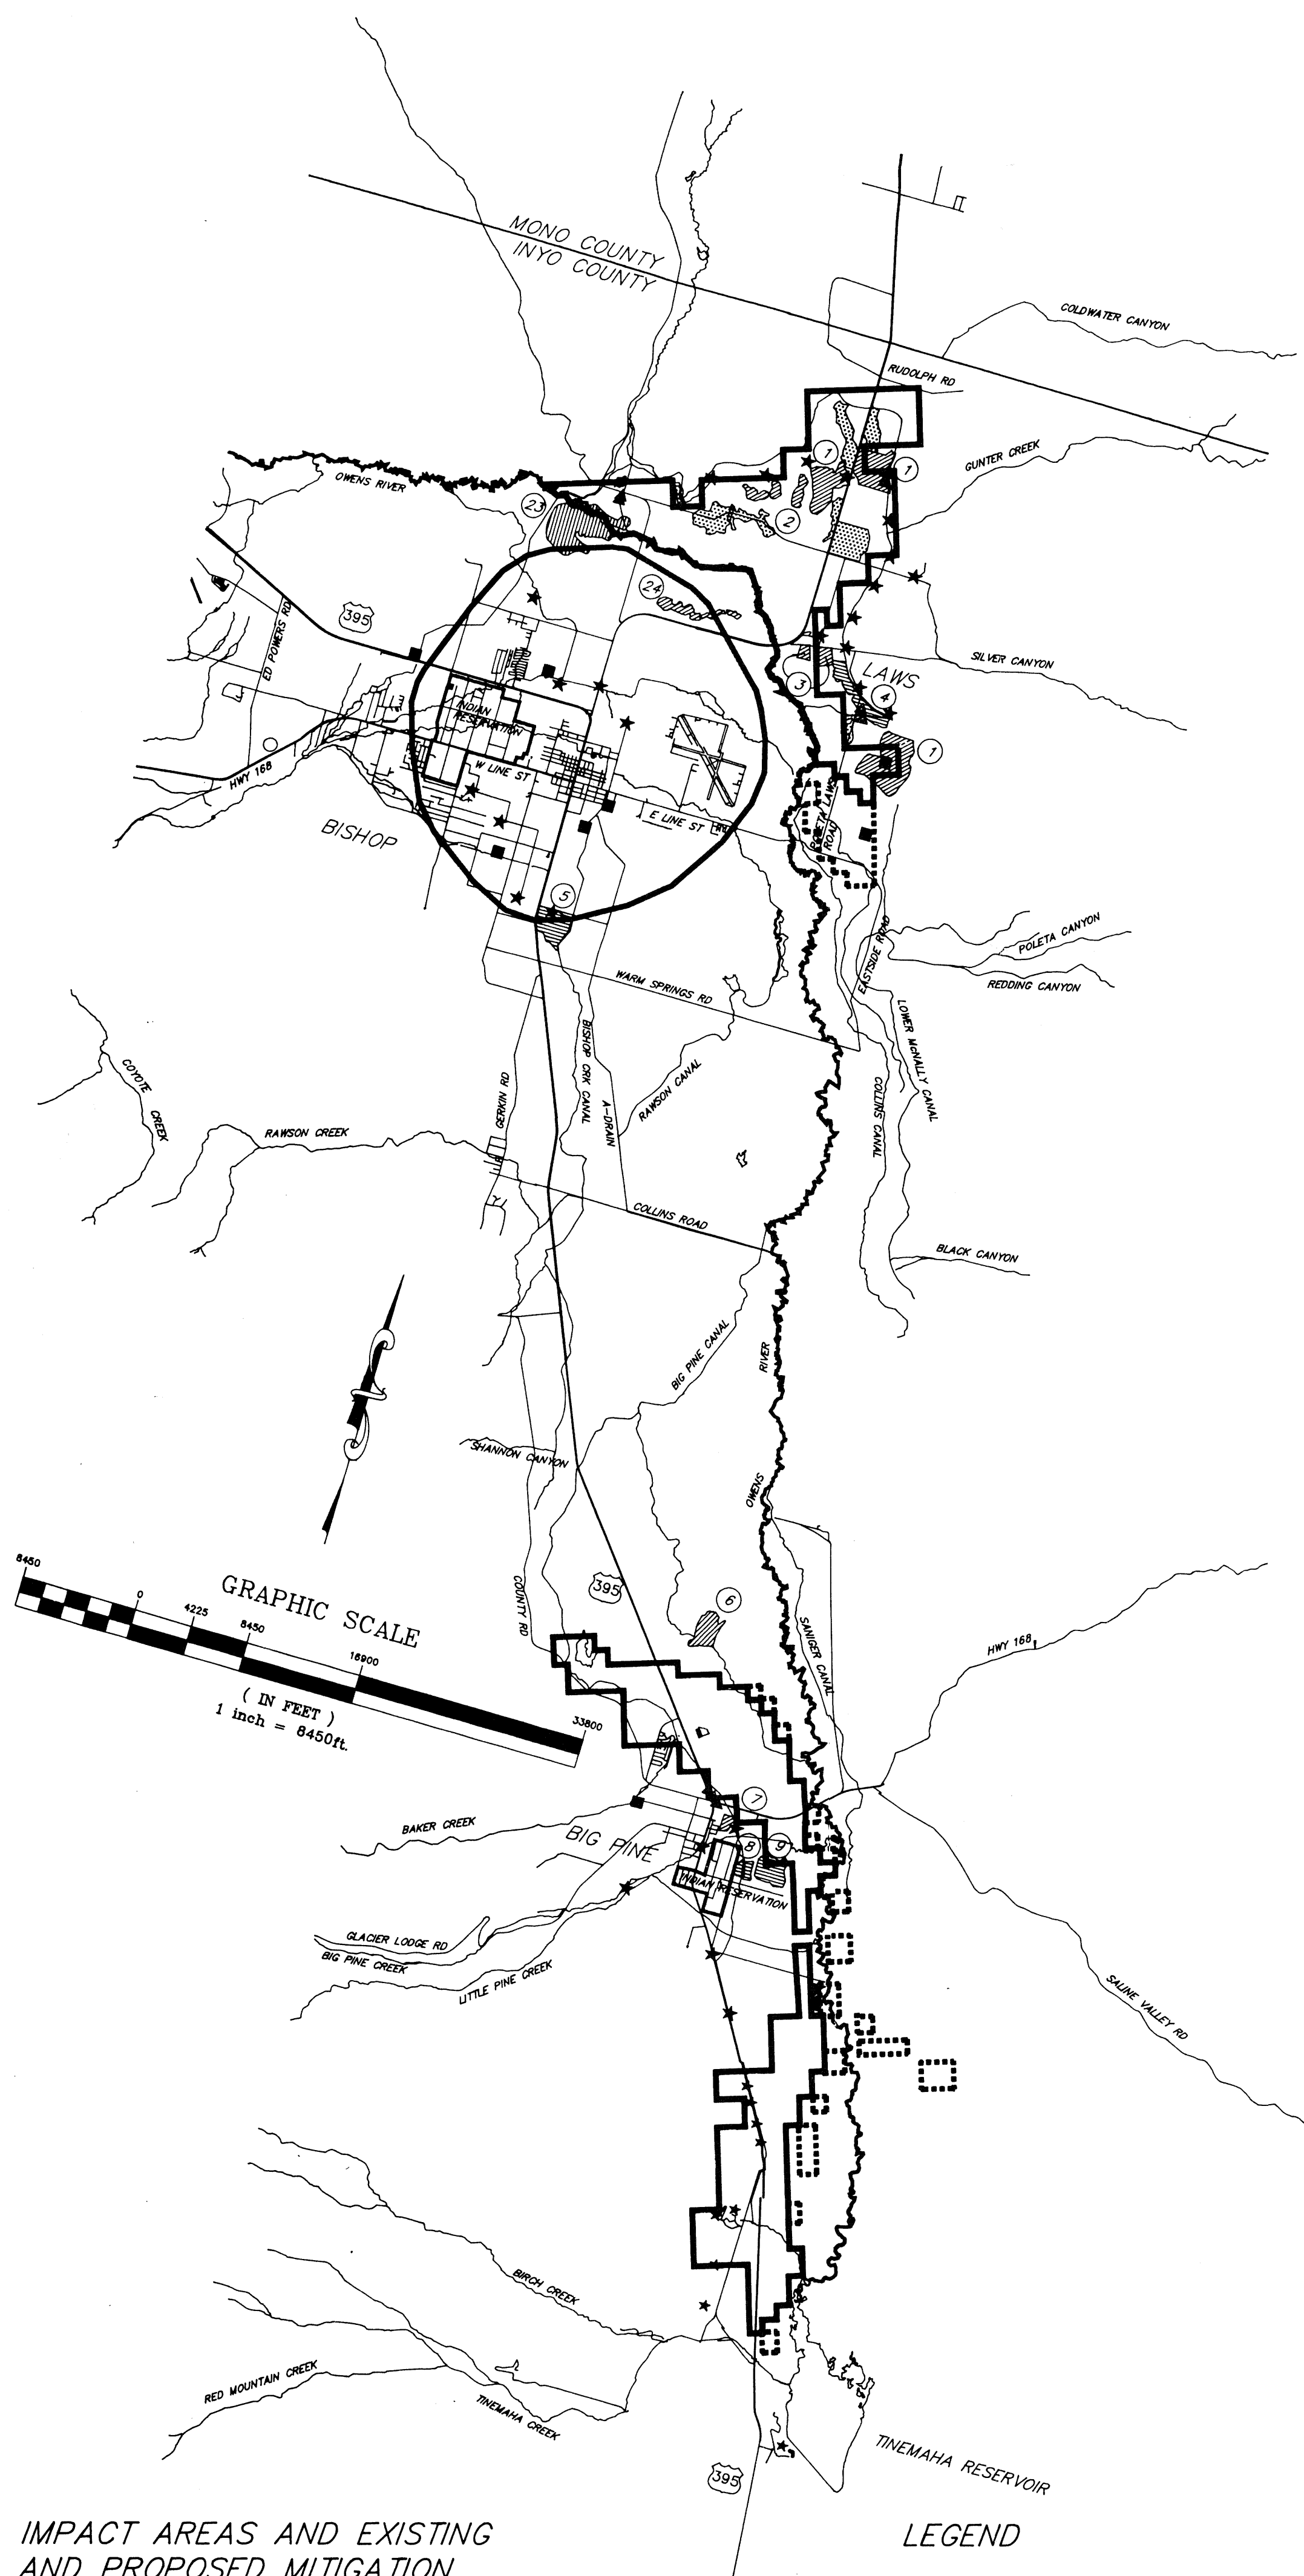 MONO COUNTY
INYO COUNTY
COLDWATER CANYON
RUDOLPH RD
GUNTER CREEK
1
1
OWENS RIVER
23
2
24
395
ED POWERS RD
SILVER CANYON
LAWS
3
4
INDIAN
RESERVATION
1
W LINE ST
HWY 168
E LINE ST
POLETA LAWS
ROAD
BISHOP
5
EASTSIDE ROAD
POLETA CANYON
REDDING CANYON
WARM SPRINGS RD
LOWER McNALLY CANAL
BISHOP CRK CANAL
COYOTE CREEK
GERKIN RD
A-DRAIN
RAWSON CANAL
COLLINS CANAL
RAWSON CREEK
COLLINS ROAD
BLACK CANYON
BIG PINE CANAL
RIVER
SHANNON CANYON
OWENS
395
COUNTY RD
6
SANIGER CANAL
HWY 168
GRAPHIC SCALE
8450
0
4225
8450
16900
33800
( IN FEET )
1 inch = 8450ft.
7
BAKER CREEK
BIG PINE
8
9
INDIAN RESERVATION
GLACIER LODGE RD
BIG PINE CREEK
LITTLE PINE CREEK
SALINE VALLEY RD
BIRCH CREEK
RED MOUNTAIN CREEK
TINEMAHA CREEK
TINEMAHA RESERVOIR
395
IMPACT AREAS AND EXISTING
AND PROPOSED MITIGATION
LEGEND